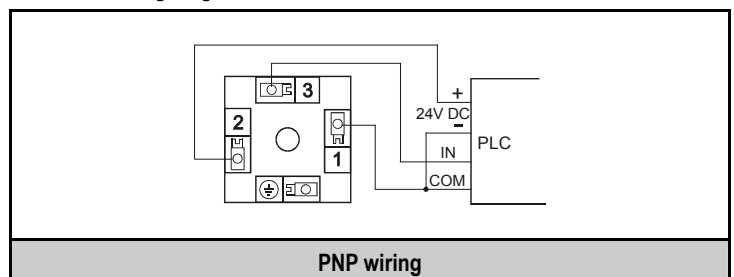 3
2
1
+
24V DC
-
IN
COM
PLC
PNP wiring